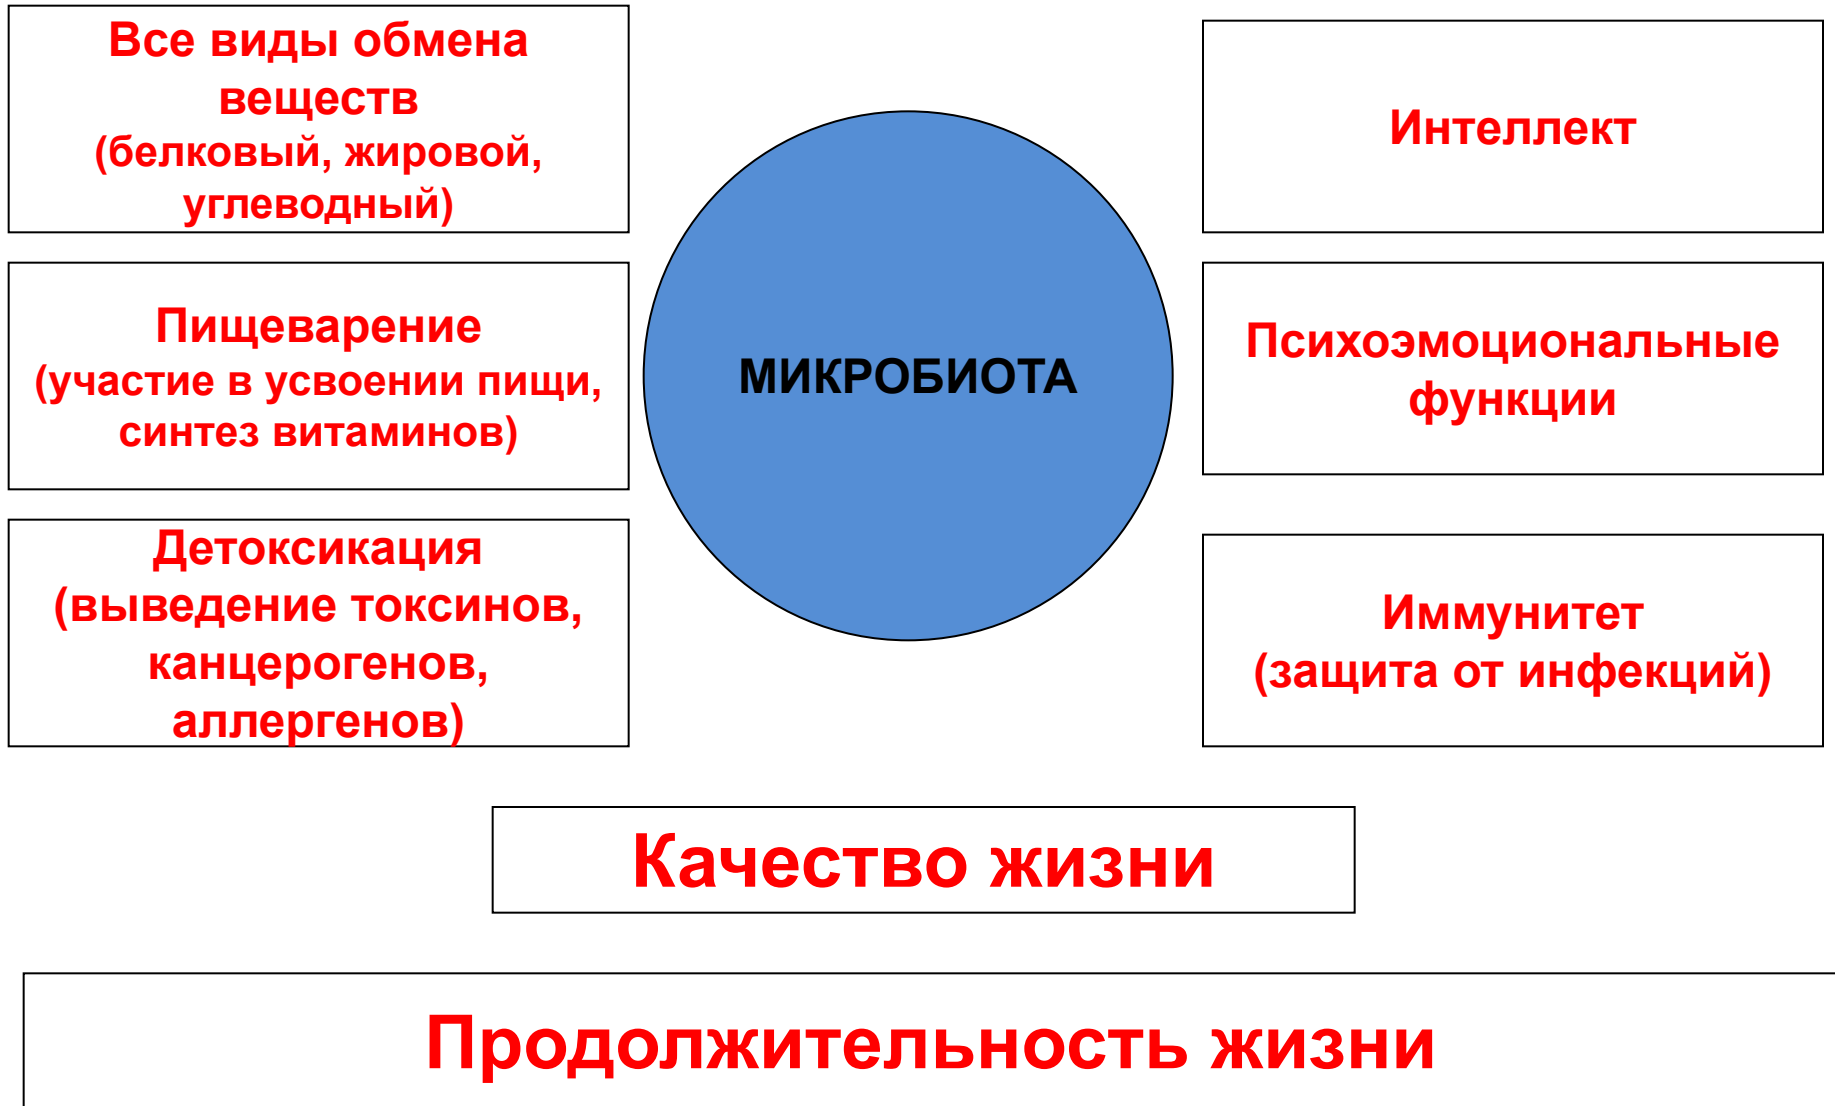 Все виды обмена
веществ
(белковый, жировой,
углеводный)
Пищеварение
(участие в усвоении пищи,
синтез витаминов)
Детоксикация
(выведение токсинов,
канцерогенов,
аллергенов)
МИКРОБИОТА
Интеллект
Психоэмоциональные
функции
Иммунитет
(защита от инфекций)
Качество жизни
Продолжительность жизни